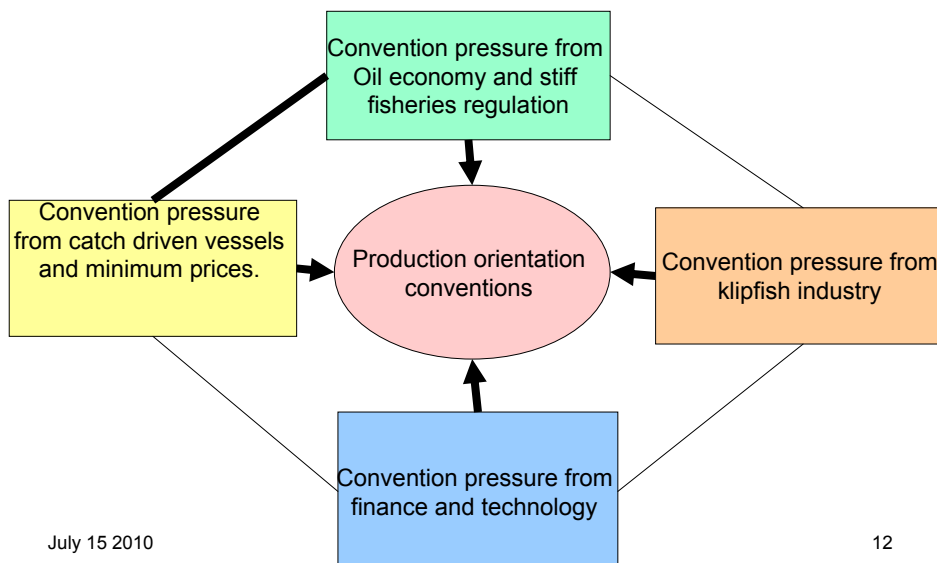 Convention pressure from
Oil economy and stiff
fisheries regulation
Convention pressure
from catch driven vessels
and minimum prices.
Production orientation
conventions
Convention pressure from
klipfish industry
Convention pressure from
finance and technology
July 15 2010
12